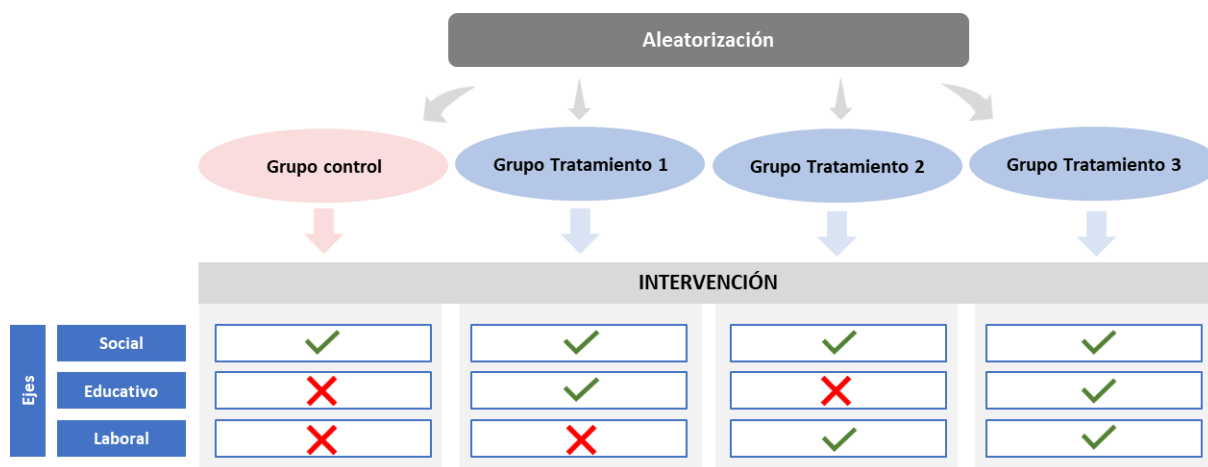 Aleatorización
Grupo control
Grupo Tratamiento 1
Grupo Tratamiento 2
Grupo Tratamiento 3
INTERVENCIÓN
Ejes
Social
Educativo
Laboral